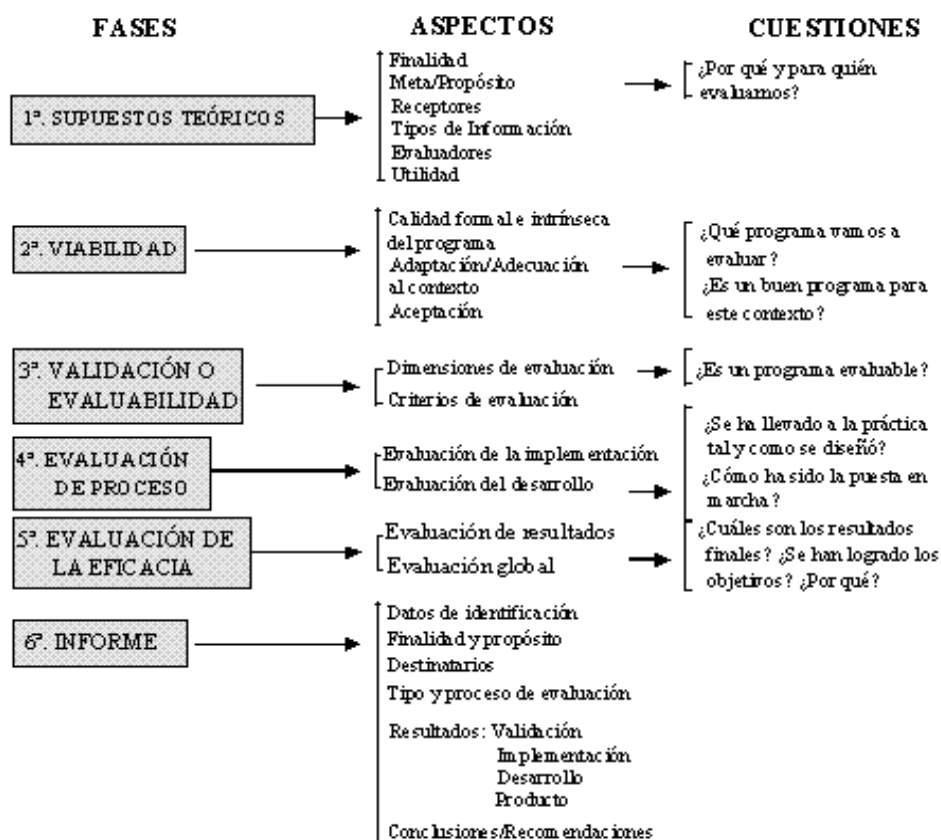 FASES
ASPECTOS
CUESTIONES
1ª. SUPUESTOS TEÓRICOS
Finalidad
Meta/Propósito
Receptores
Tipos de Información
Evaluadores
Utilidad
¿Por qué y para quién
evaluamos?
2ª. VIABILIDAD
Calidad formal e intrínseca
del programa
Adaptación/Adecuación
al contexto
Aceptación
¿Qué programa vamos a
evaluar?
¿Es un buen programa para
este contexto?
3ª. VALIDACIÓN O
EVALUABILIDAD
Dimensiones de evaluación
Criterios de evaluación
¿Es un programa evaluable?
4ª. EVALUACIÓN
DE PROCESO
Evaluación de la implementación
Evaluación del desarrollo
¿Se ha llevado a la práctica
tal y como se diseñó?
¿Cómo ha sido la puesta en
marcha?
5ª. EVALUACIÓN DE
LA EFICACIA
Evaluación de resultados
Evaluación global
¿Cuáles son los resultados
finales? ¿Se han logrado los
objetivos? ¿Por qué?
6ª. INFORME
Datos de identificación
Finalidad y propósito
Destinatarios
Tipo y proceso de evaluación
Resultados: Validación
Implementación
Desarrollo
Producto
Conclusiones/Recomendaciones